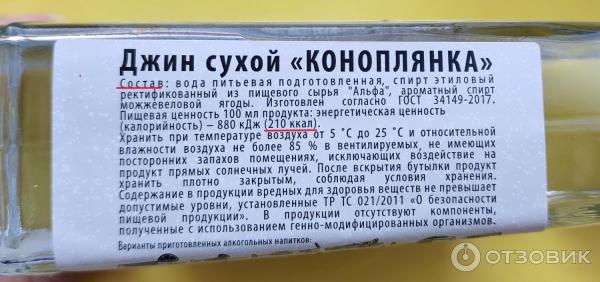 Джин сухой «КОНОПЛЯНКА»
Состав: вода питьевая подготовленная, спирт этиловый
ректификованный из пищевого сырья "Альфа", ароматный спирт
можжевеловой ягоды. Изготовлен согласно ГОСТ 34149-2017.
Пищевая ценность 100 мл продукта: энергетическая ценность
(калорийность) – 880 кДж (210 ккал).
Хранить при температуре воздуха от 5 ˚С до 25 ˚С и относительной
влажности воздуха не более 85 % в вентилируемых, не имеющих
посторонних запахов помещениях, исключающих воздействие на
продукт прямых солнечных лучей. После вскрытия бутылки продукт
хранить плотно закрытым, соблюдая условия хранения.
Содержание в продукции вредных для здоровья веществ не превышает
допустимые уровни, установленные ТР ТС 021/2011 «О безопасности
пищевой продукции». В продукции отсутствуют компоненты,
полученные с использованием генно-модифицированных организмов.
Варианты приготовленных алкогольных напитков:
ОТЗОВИК